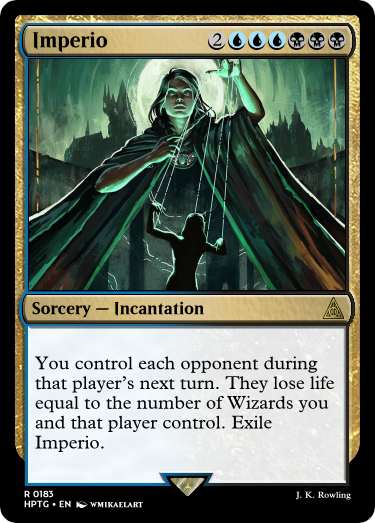 Imperio 2
Sorcery — Incantation
You control each opponent during
that player's next turn. They lose life
equal to the number of Wizards you
and that player control. Exile
Imperio.
R 0183
HPTG • EN WMIKAELART
J. K. Rowling